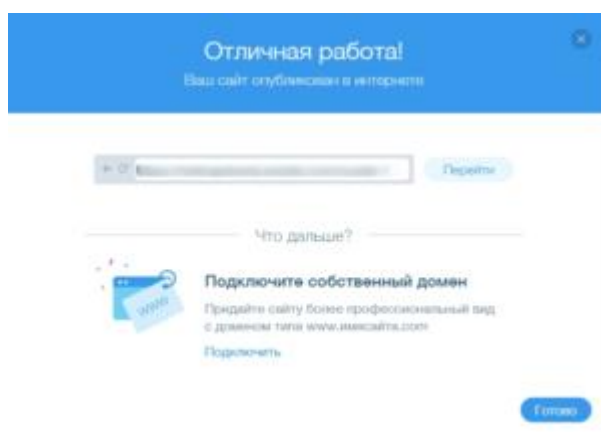 Отличная работа!
Ваш сайт опубликован в интернете
Перейти
Что дальше?
Подключите собственный домен
www
Придайте сайту более профессиональный вид
с доменом типа www.имясайта.com
Подключить
Готово